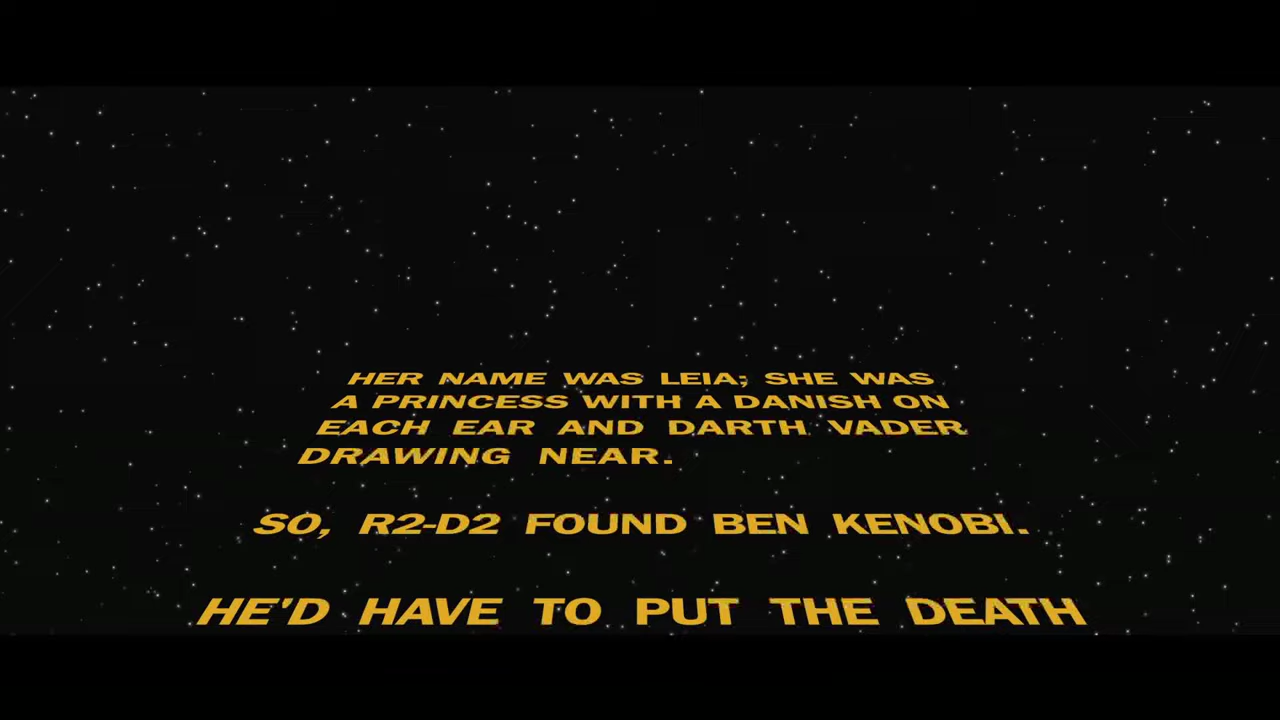 HER NAME WAS LEIA; SHE WAS
A PRINCESS WITH A DANISH ON
EACH EAR AND DARTH VADER
DRAWING NEAR.
SO, R2-D2 FOUND BEN KENOBI.
HE'D HAVE TO PUT THE DEATH